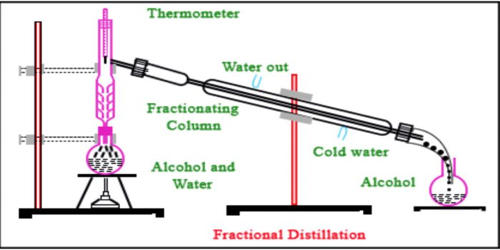 Thermometer
Water out
Fractionating
Column
Cold water
Alcohol and
Water
Alcohol
Fractional Distillation